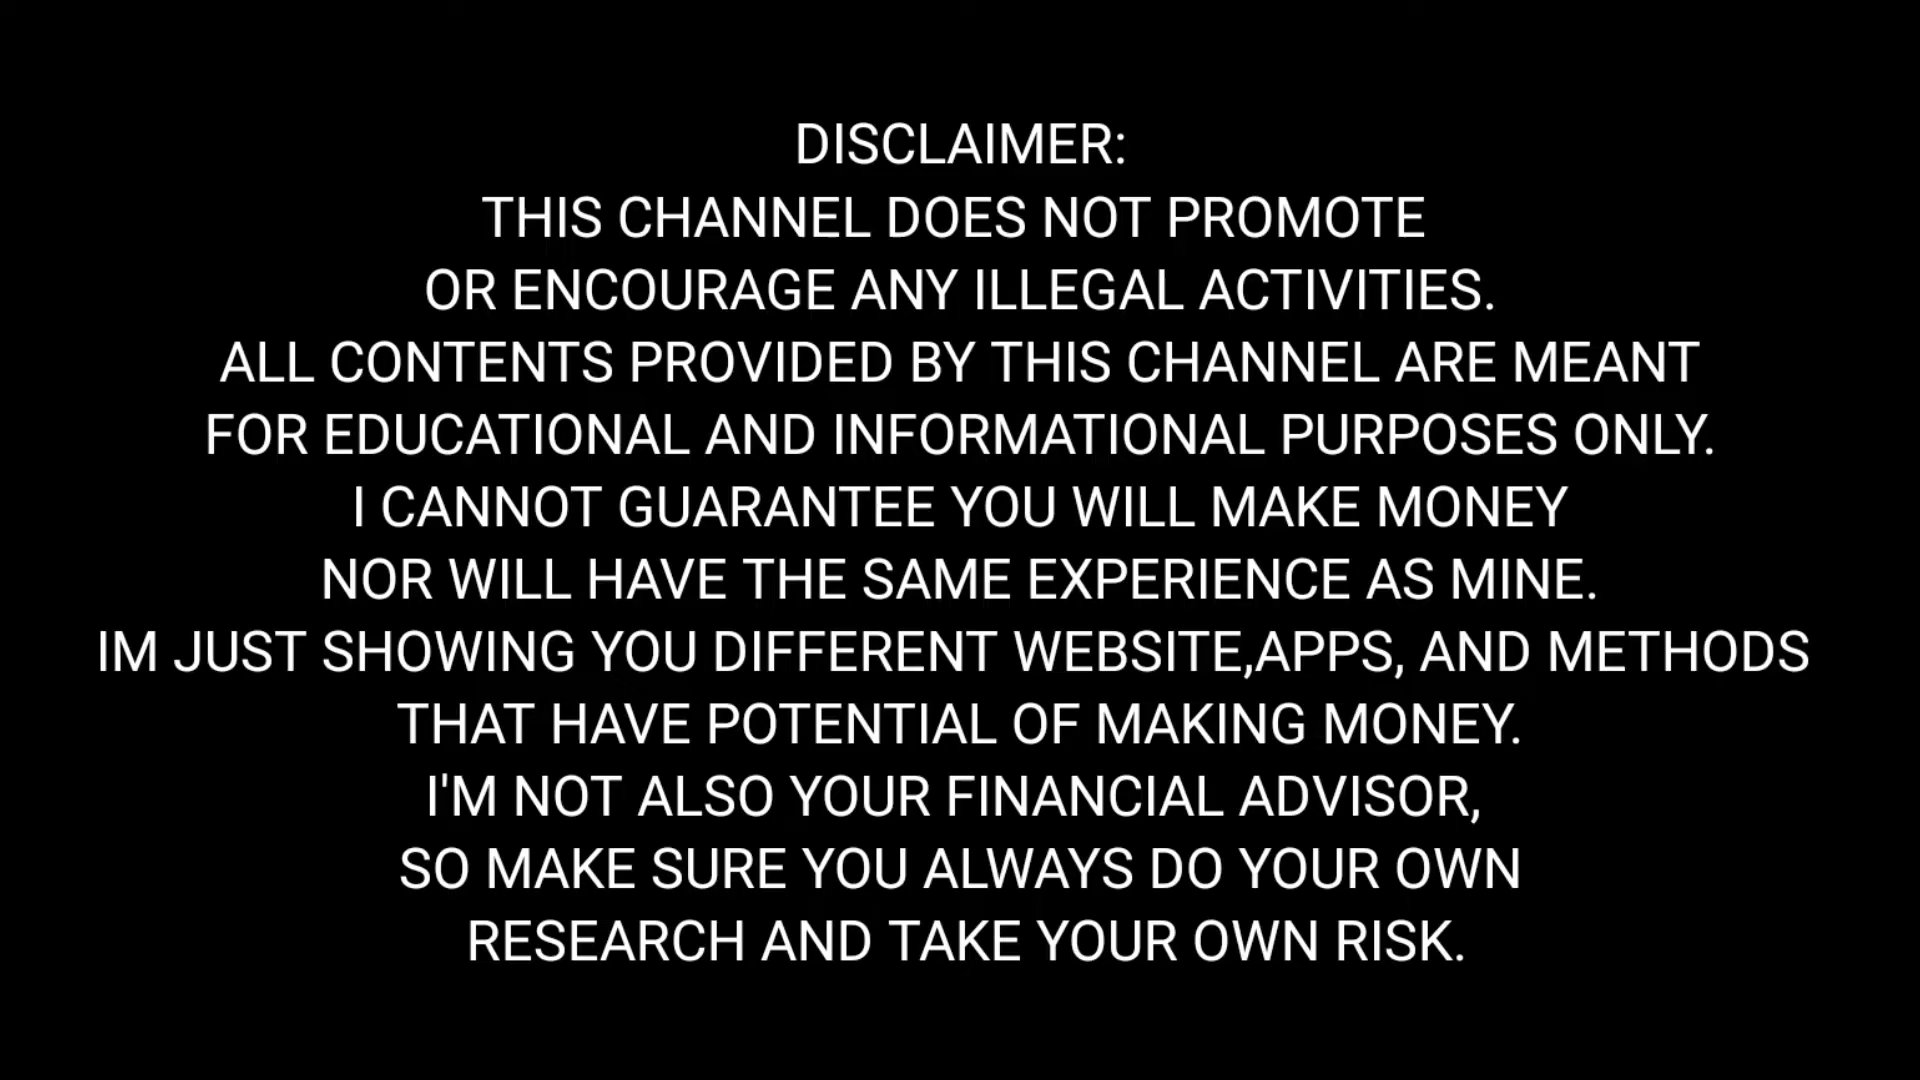 DISCLAIMER:
THIS CHANNEL DOES NOT PROMOTE
OR ENCOURAGE ANY ILLEGAL ACTIVITIES.
ALL CONTENTS PROVIDED BY THIS CHANNEL ARE MEANT
FOR EDUCATIONAL AND INFORMATIONAL PURPOSES ONLY.
I CANNOT GUARANTEE YOU WILL MAKE MONEY
NOR WILL HAVE THE SAME EXPERIENCE AS MINE.
IM JUST SHOWING YOU DIFFERENT WEBSITE,APPS, AND METHODS
THAT HAVE POTENTIAL OF MAKING MONEY.
I'M NOT ALSO YOUR FINANCIAL ADVISOR,
SO MAKE SURE YOU ALWAYS DO YOUR OWN
RESEARCH AND TAKE YOUR OWN RISK.